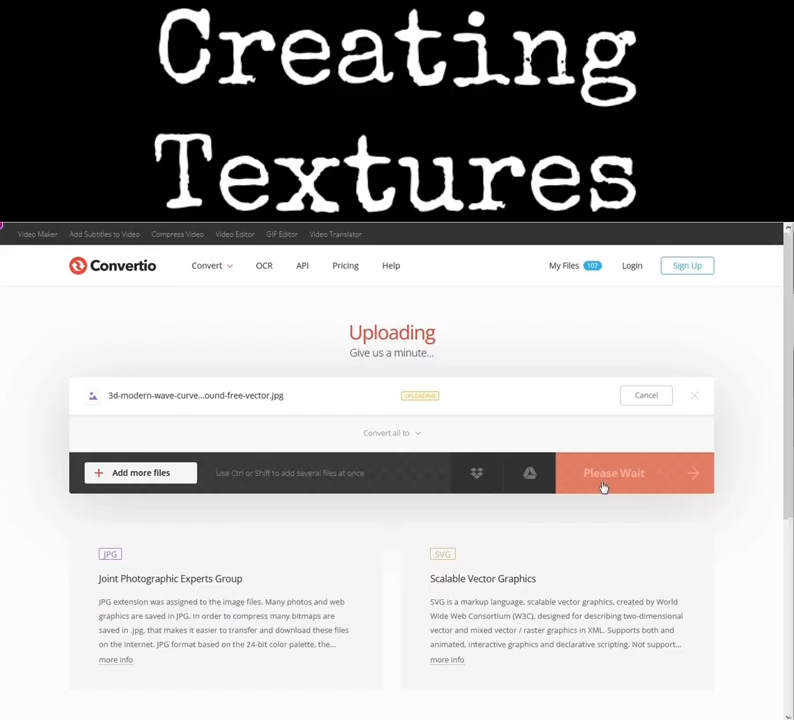 Creating
Textures
Video Maker Add Subtitles to Video Compress Video Video Editor GIF Editor Video Translator
Convertio Convert OCR API Pricing Help My Files 107 Login Sign Up
Uploading
Give us a minute...
3d-modern-wave-curve...ound-free-vector.jpg UPLOADING Cancel
Convert all to
Add more files Use Ctrl or Shift to add several files at once Please Wait
JPG
Joint Photographic Experts Group
JPG extension was assigned to the image files. Many photos and web
graphics are saved in JPG. In order to compress many bitmaps are
saved in .jpg, that makes it easier to transfer and download these files
on the Internet. JPG format based on the 24-bit color palette, the...
more info
SVG
Scalable Vector Graphics
SVG is a markup language, scalable vector graphics, created by World
Wide Web Consortium (W3C), designed for describing two-dimensional
vector and mixed vector / raster graphics in XML. Supports both and
animated, interactive graphics and declarative scripting. Not support...
more info